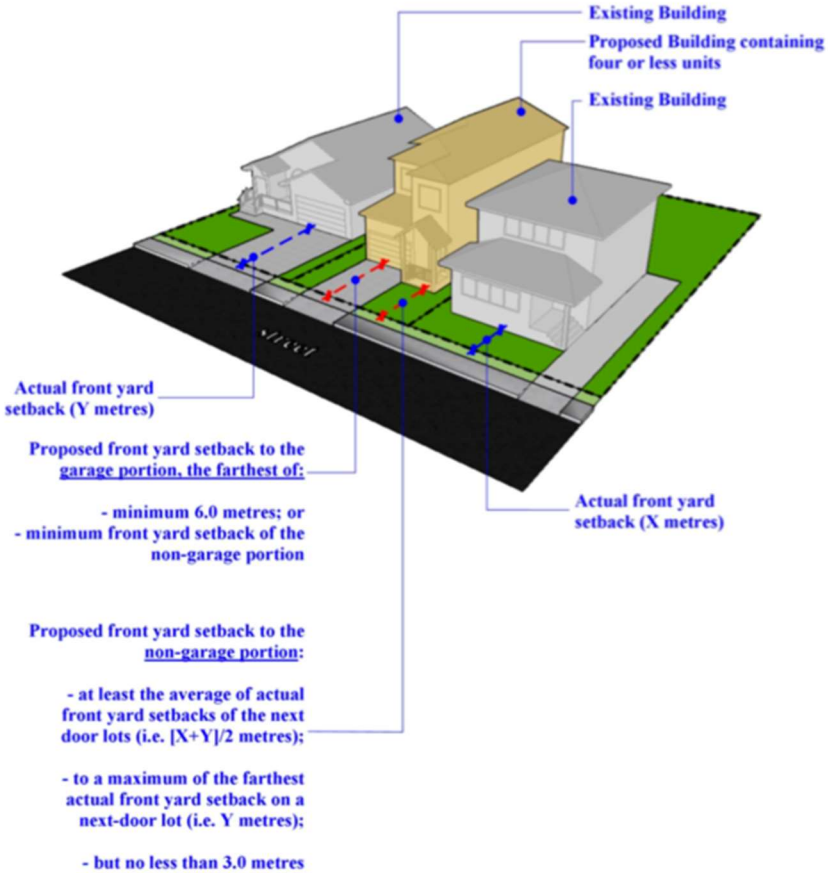 Existing Building
Proposed Building containing
four or less units
Existing Building
street
Actual front yard
setback (Y metres)
Proposed front yard setback to the
garage portion, the farthest of:
- minimum 6.0 metres; or
- minimum front yard setback of the
non-garage portion
Actual front yard
setback (X metres)
Proposed front yard setback to the
non-garage portion:
- at least the average of actual
front yard setbacks of the next
door lots (i.e. [X+Y]/2 metres);
- to a maximum of the farthest
actual front yard setback on a
next-door lot (i.e. Y metres);
- but no less than 3.0 metres